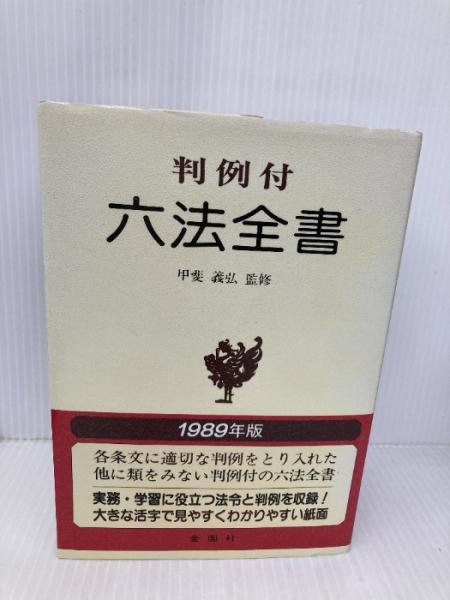 判例付
六法全書
甲斐 義弘 監修
1989年版
各条文に適切な判例をとり入れた
他に類をみない判例付の六法全書
実務・学習に役立つ法令と判例を収録！
大きな活字で見やすくわかりやすい紙面
金園社